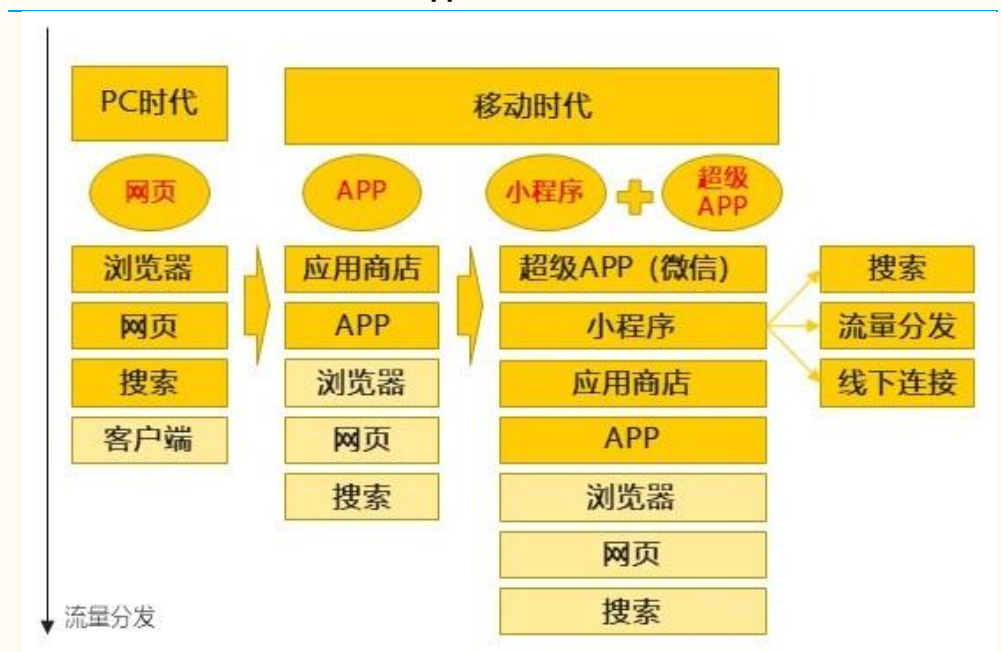 PC时代
移动时代
网页
APP
小程序
超级
APP
浏览器
应用商店
超级APP（微信）
搜索
网页
APP
小程序
流量分发
搜索
浏览器
应用商店
线下连接
客户端
网页
APP
搜索
浏览器
网页
搜索
流量分发